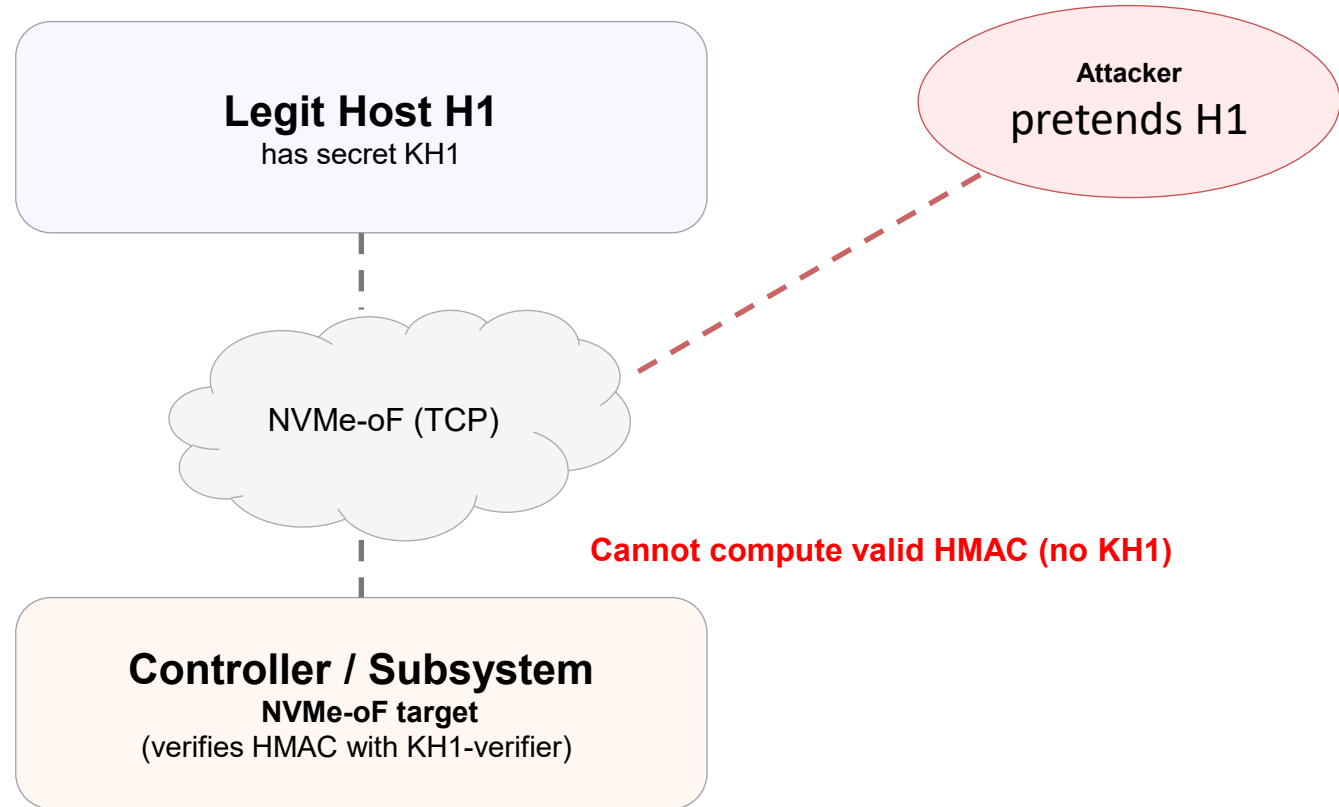 Legit Host H1
has secret KH1
Attacker
pretends H1
NVMe-oF (TCP)
Cannot compute valid HMAC (no KH1)
Controller / Subsystem
NVMe-oF target
(verifies HMAC with KH1-verifier)